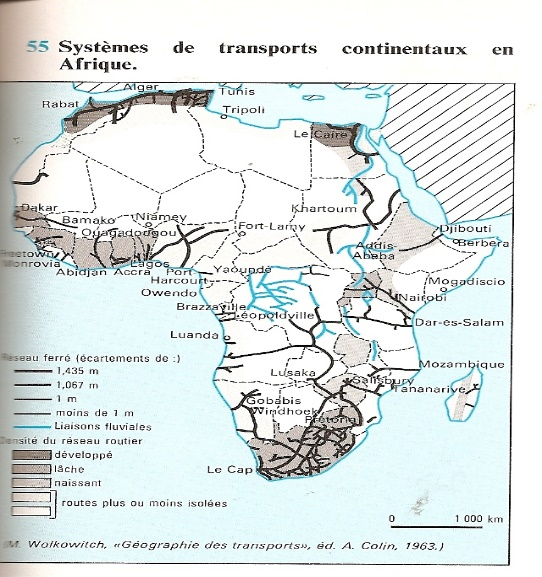 55 Systèmes de transports continentaux en
Afrique.
Alger
Tunis
Rabat
Tripoli
Le Caire
Dakar
Bamako
Niamey
Khartoum
Ouagadougou
Fort-Lamy
Djibouti
Berbera
Addis-
Abeba
Freetown
Monrovia
Lagos
Abidjan Accra
Port
Harcourt
Yaoundé
Mogadiscio
Owendo
Nairobi
Brazzaville
Léopoldville
Dar-ès-Salam
Luanda
Réseau ferré (écartements de :)
Mozambique
Lusaka
1,435 m
Salisbury
1,067 m
Tananarive
1 m
Gobabis
moins de 1 m
Windhoek
Prétoria
Liaisons fluviales
Densité du réseau routier
développé
lâche
Le Cap
naissant
routes plus ou moins isolées
0 1 000 km
(M. Wolkowitch, «Géographie des transports», éd. A. Colin, 1963.)